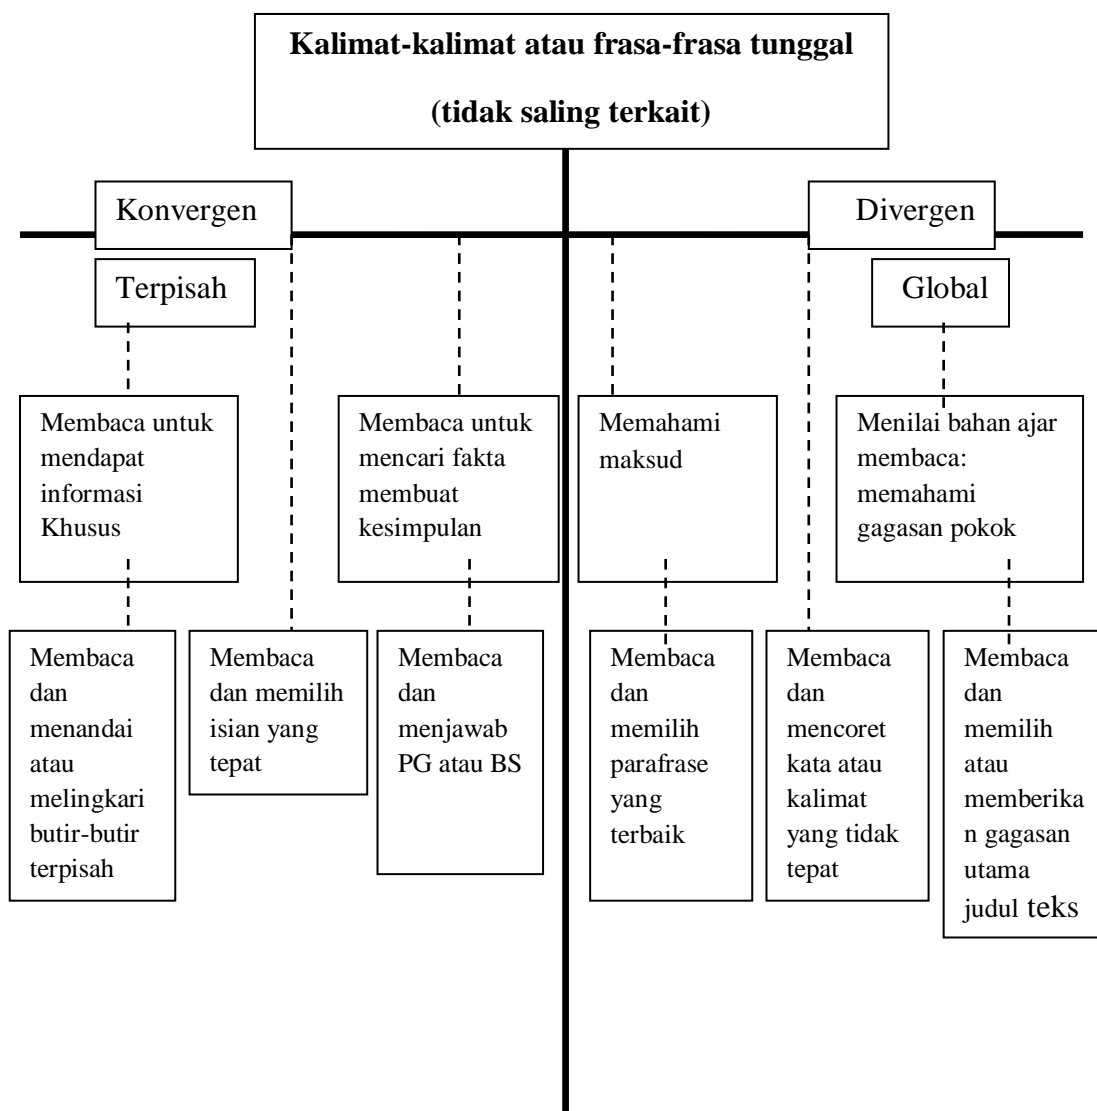 Kalimat-kalimat atau frasa-frasa tunggal
(tidak saling terkait)
Konvergen
Divergen
Terpisah
Global
Membaca untuk
mendapat
informasi
Khusus
Membaca untuk
mencari fakta
membuat
kesimpulan
Memahami
maksud
Menilai bahan ajar
membaca:
memahami
gagasan pokok
Membaca
dan
menandai
atau
melingkari
butir-butir
terpisah
Membaca
dan memilih
isian yang
tepat
Membaca
dan
menjawab
PG atau BS
Membaca
dan
memilih
parafrase
yang
terbaik
Membaca
dan
mencoret
kata atau
kalimat
yang tidak
tepat
Membaca
dan
memilih
atau
memberika
n gagasan
utama
judul teks